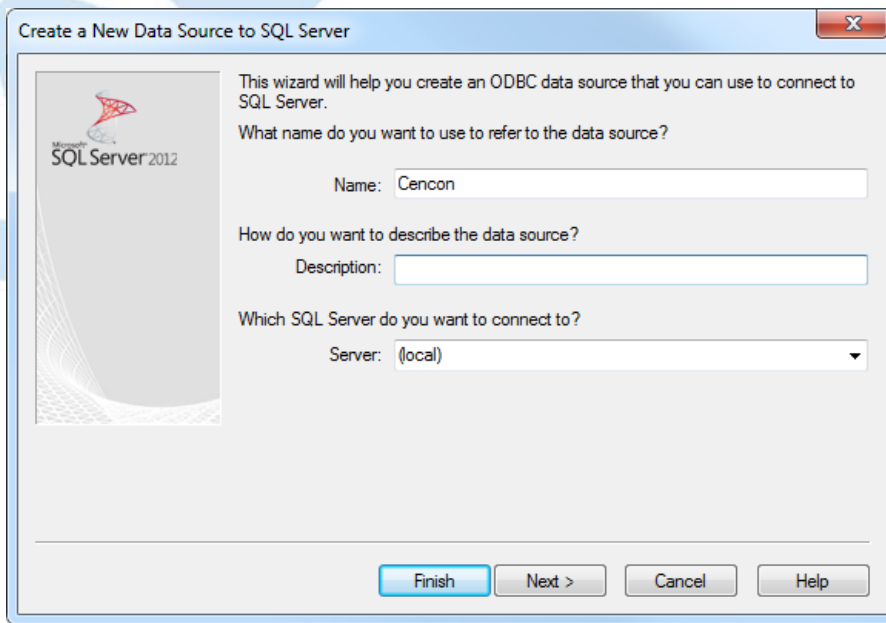 Create a New Data Source to SQL Server
This wizard will help you create an ODBC data source that you can use to connect to
SQL Server.
What name do you want to use to refer to the data source?
Microsoft
SQL Server 2012
Name: Cencon
How do you want to describe the data source?
Description:
Which SQL Server do you want to connect to?
Server: (local)
Finish Next > Cancel Help